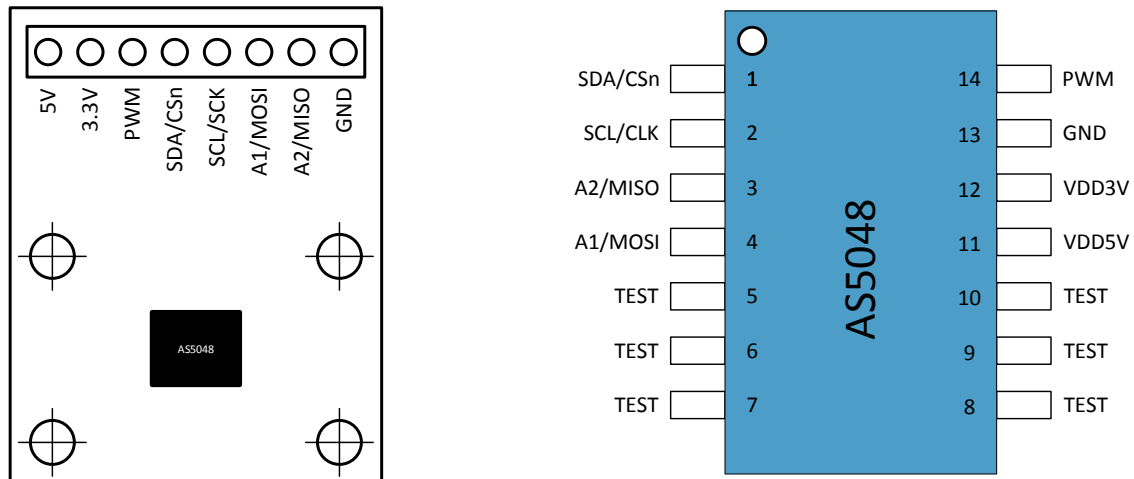 5V
3.3V
PWM
SDA/CSn
SCL/SCK
A1/MOSI
A2/MISO
GND
AS5048
SDA/CSn 1 14 PWM
SCL/CLK 2 13 GND
A2/MISO 3 12 VDD3V
A1/MOSI 4 11 VDD5V
TEST 5 10 TEST
TEST 6 9 TEST
TEST 7 8 TEST
AS5048